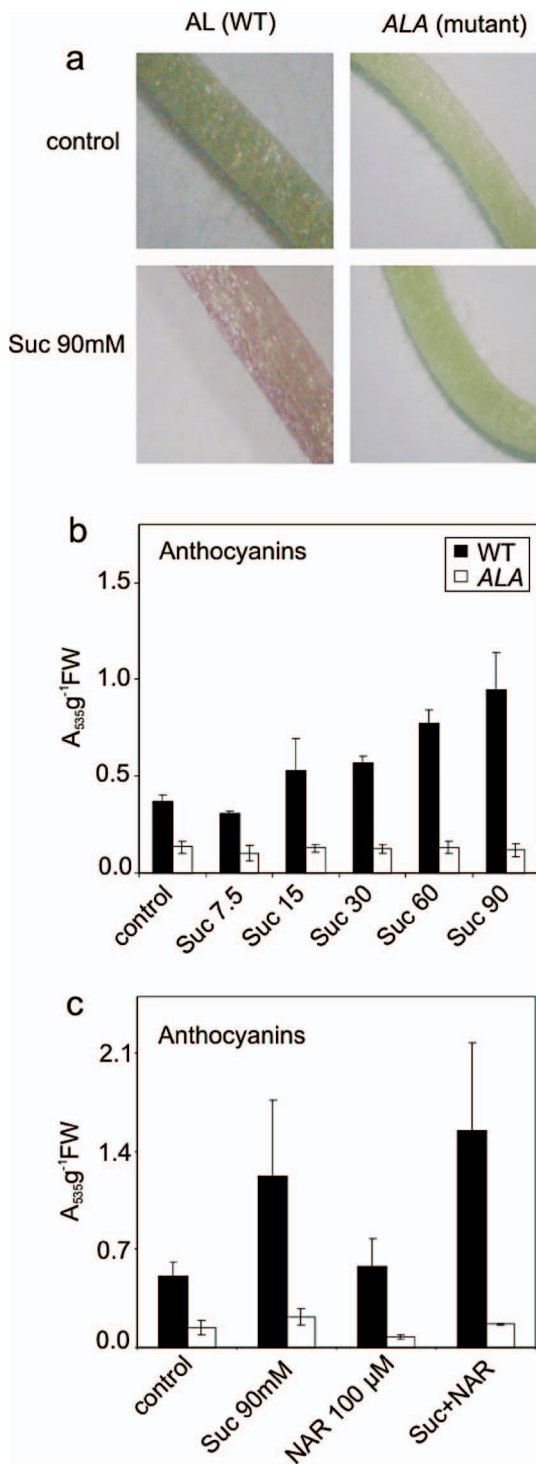 AL (WT) ALA (mutant)
a
control
Suc 90mM
b
Anthocyanins
WT
ALA
1.5
1.0
0.5
0.0
A₅₃₅g⁻¹FW
control Suc 7.5 Suc 15 Suc 30 Suc 60 Suc 90
c
Anthocyanins
2.1
1.4
0.7
0.0
A₅₃₅g⁻¹FW
control Suc 90mM NAR 100 µM Suc+NAR